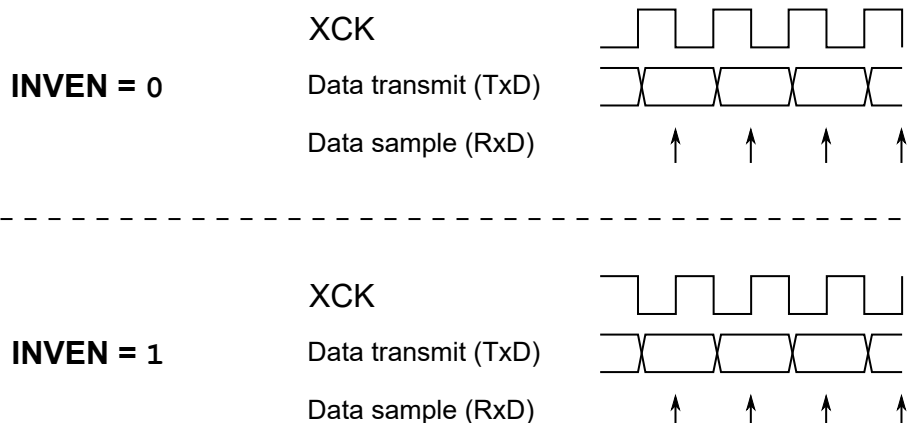 XCK
INVEN = 0
Data transmit (TxD)
Data sample (RxD)
XCK
INVEN = 1
Data transmit (TxD)
Data sample (RxD)